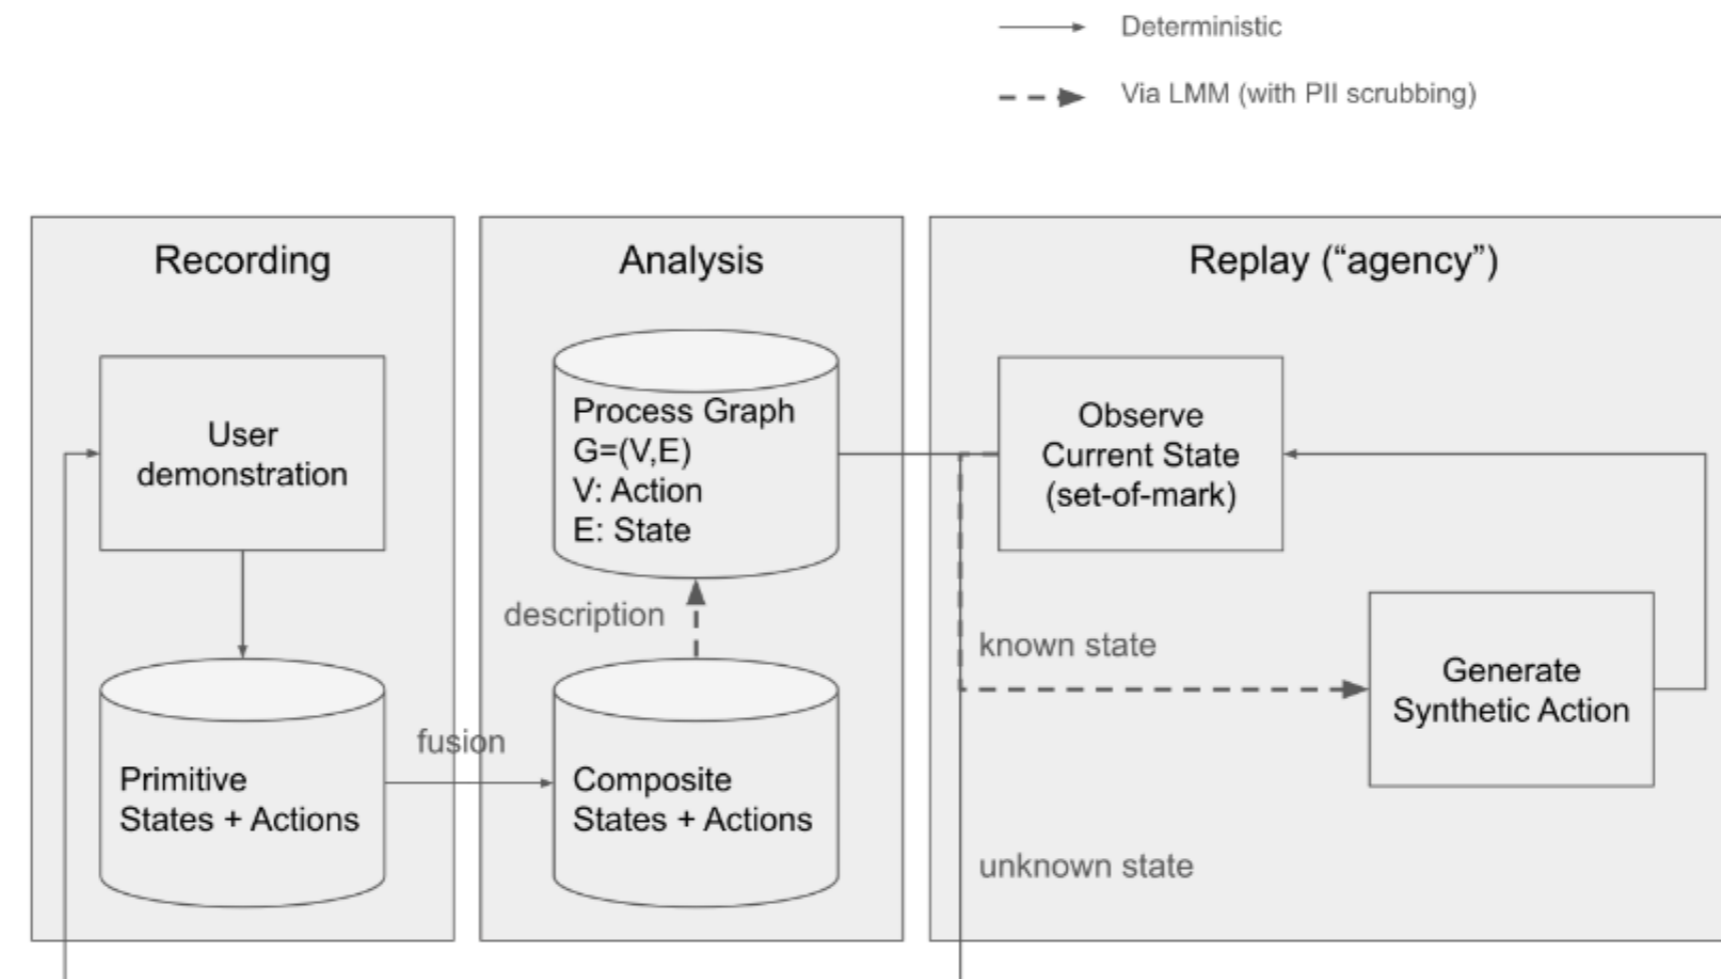 Deterministic
Via LMM (with PII scrubbing)
Recording
User
demonstration
Primitive
States + Actions
fusion
Analysis
Process Graph
G=(V,E)
V: Action
E: State
description
Composite
States + Actions
Replay (“agency”)
Observe
Current State
(set-of-mark)
known state
Generate
Synthetic Action
unknown state